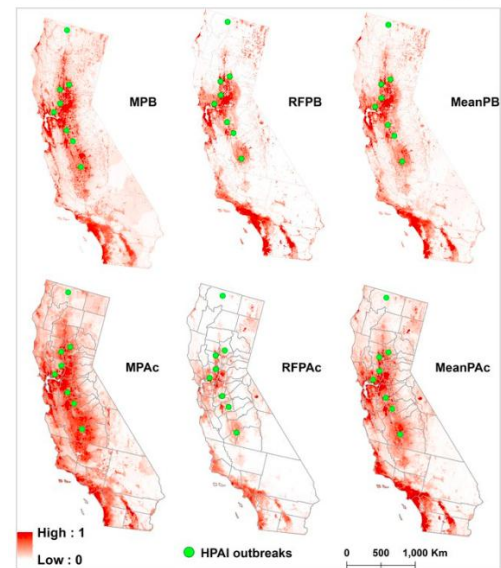 MPB
RFPB
MeanPB
MPAc
RFPAc
MeanPAc
High : 1
Low : 0
HPAI outbreaks
0 500 1,000 Km